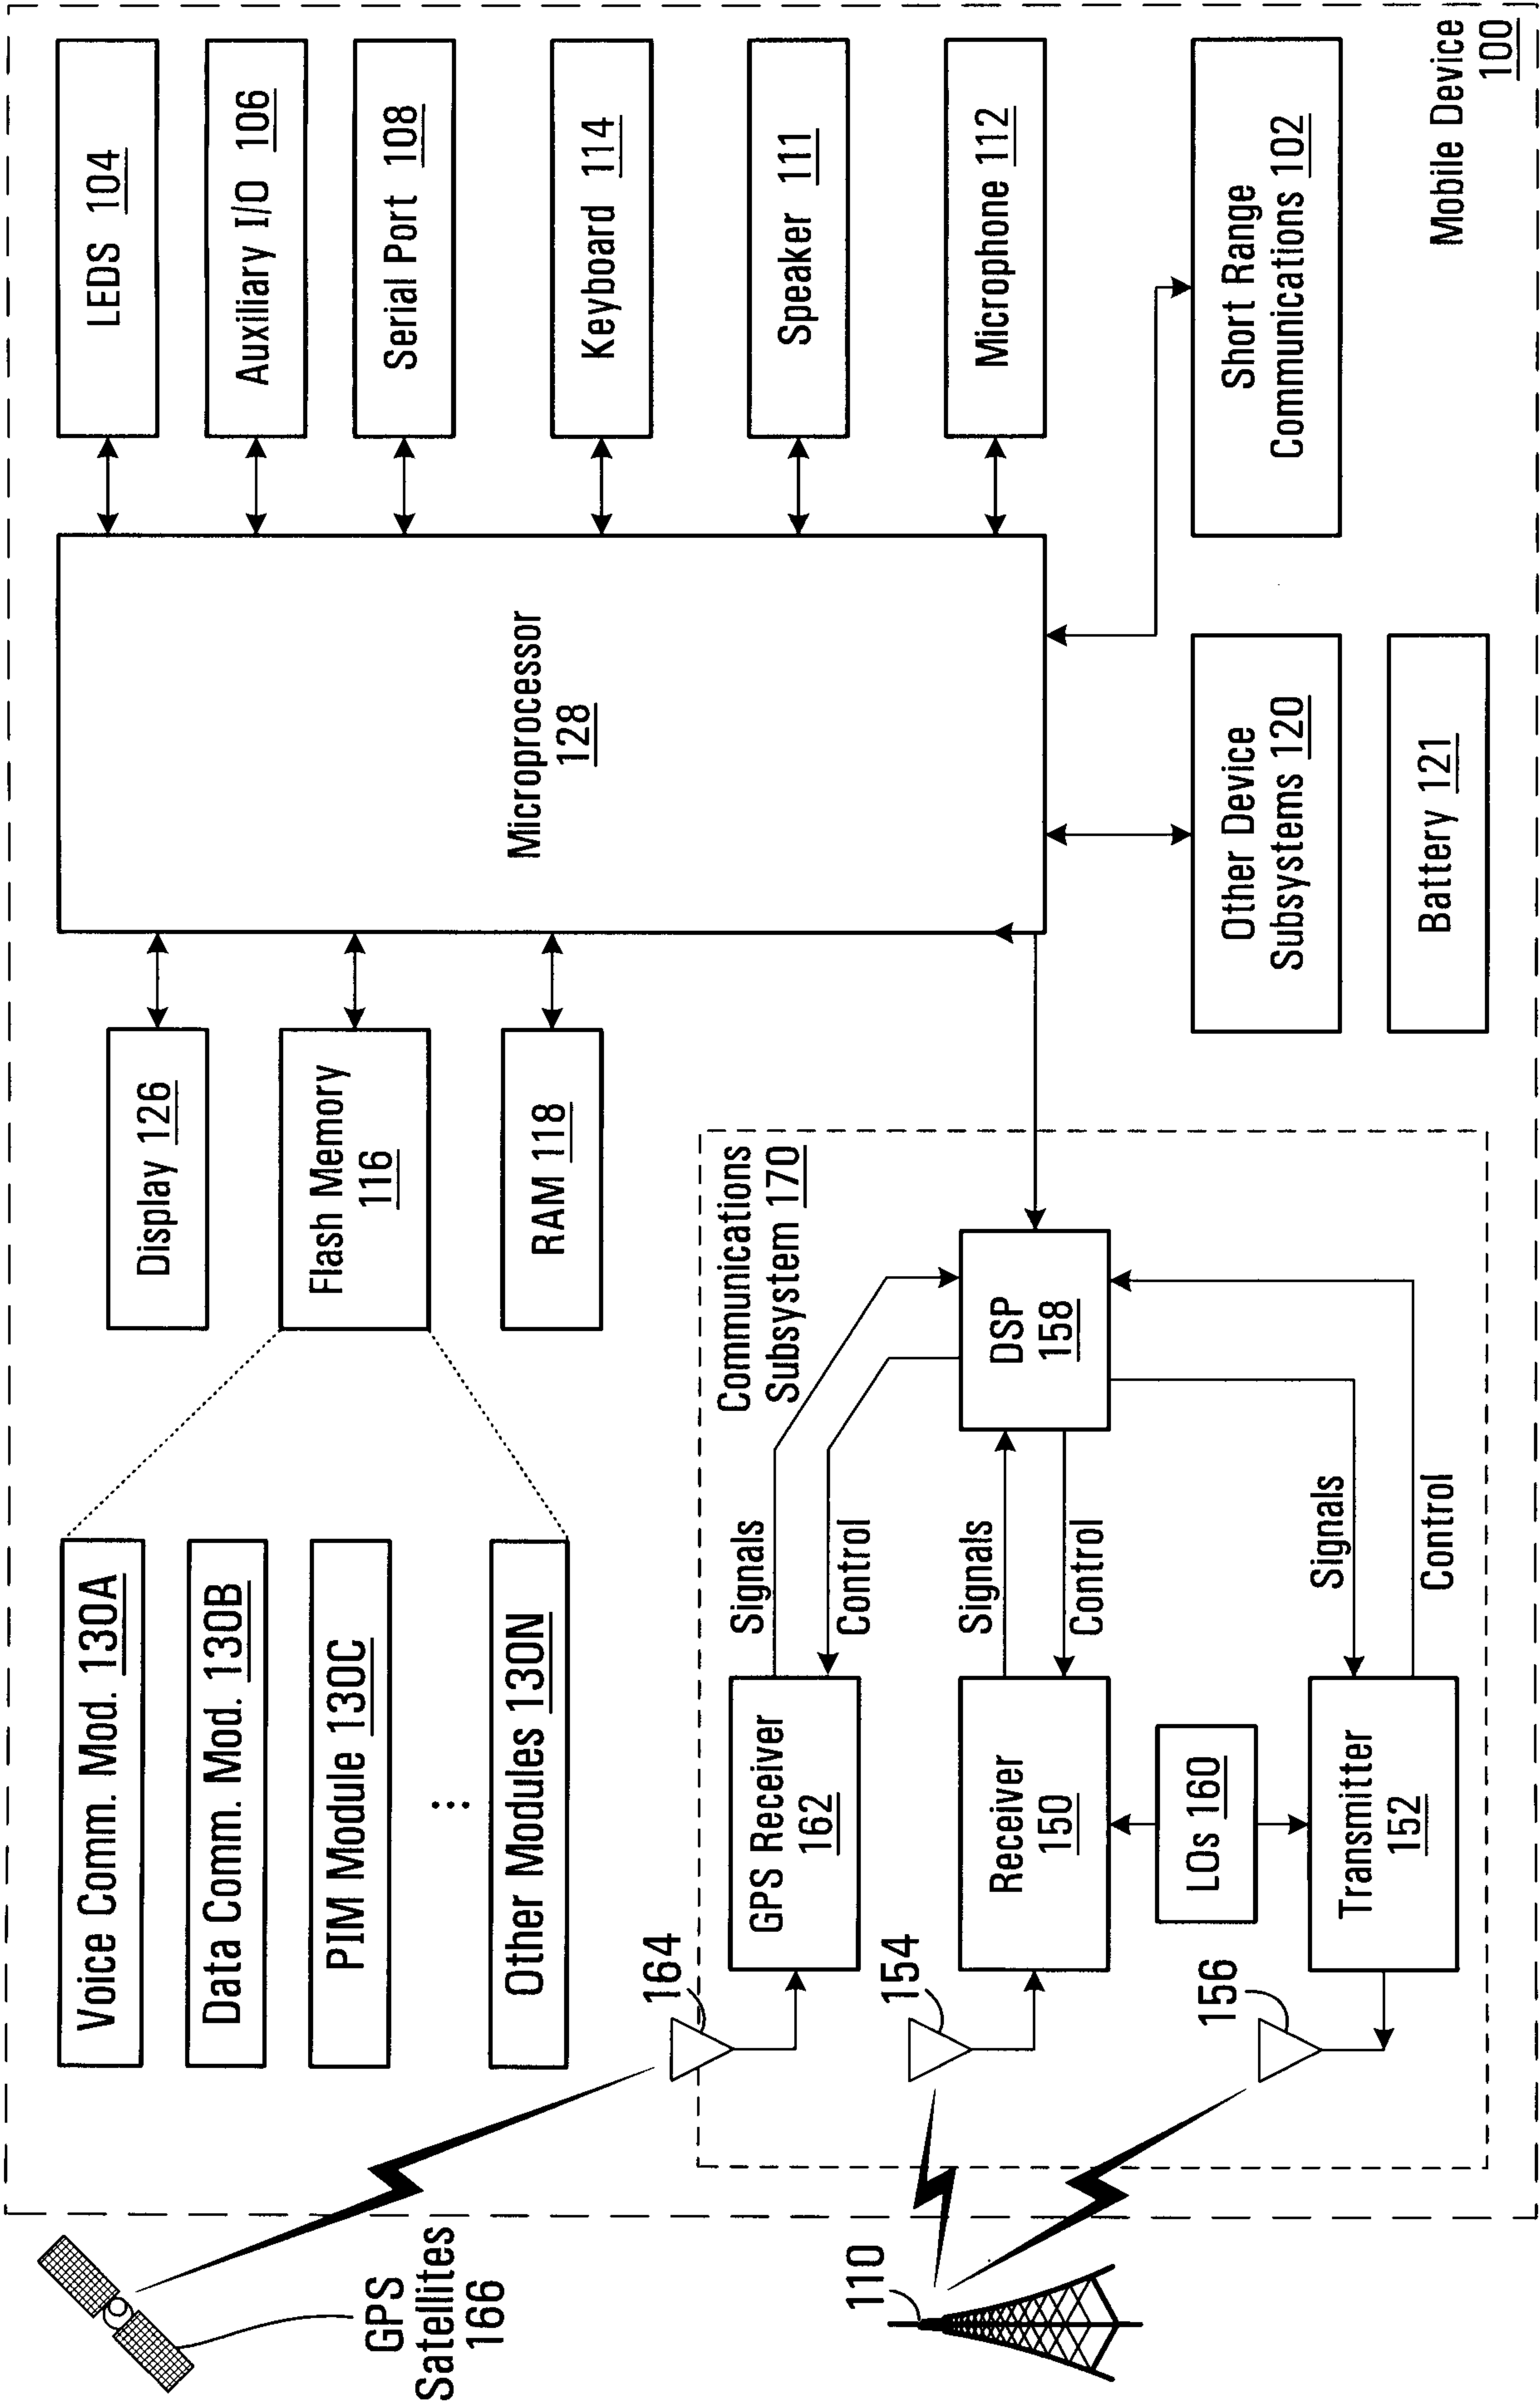 Voice Comm. Mod. 130A
Data Comm. Mod. 130B
PIM Module 130C
⋮
Other Modules 130N
Display 126
Flash Memory
116
RAM 118
Microprocessor
128
LEDS 104
Auxiliary I/O 106
Serial Port 108
Keyboard 114
Speaker 111
Microphone 112
Short Range
Communications 102
Other Device
Subsystems 120
Battery 121
Mobile Device
100
GPS
Satellites
166
164
Communications
Subsystem 170
GPS Receiver
162
Signals
Control
DSP
158
110
154
Receiver
150
Signals
Control
LOs 160
156
Transmitter
152
Signals
Control